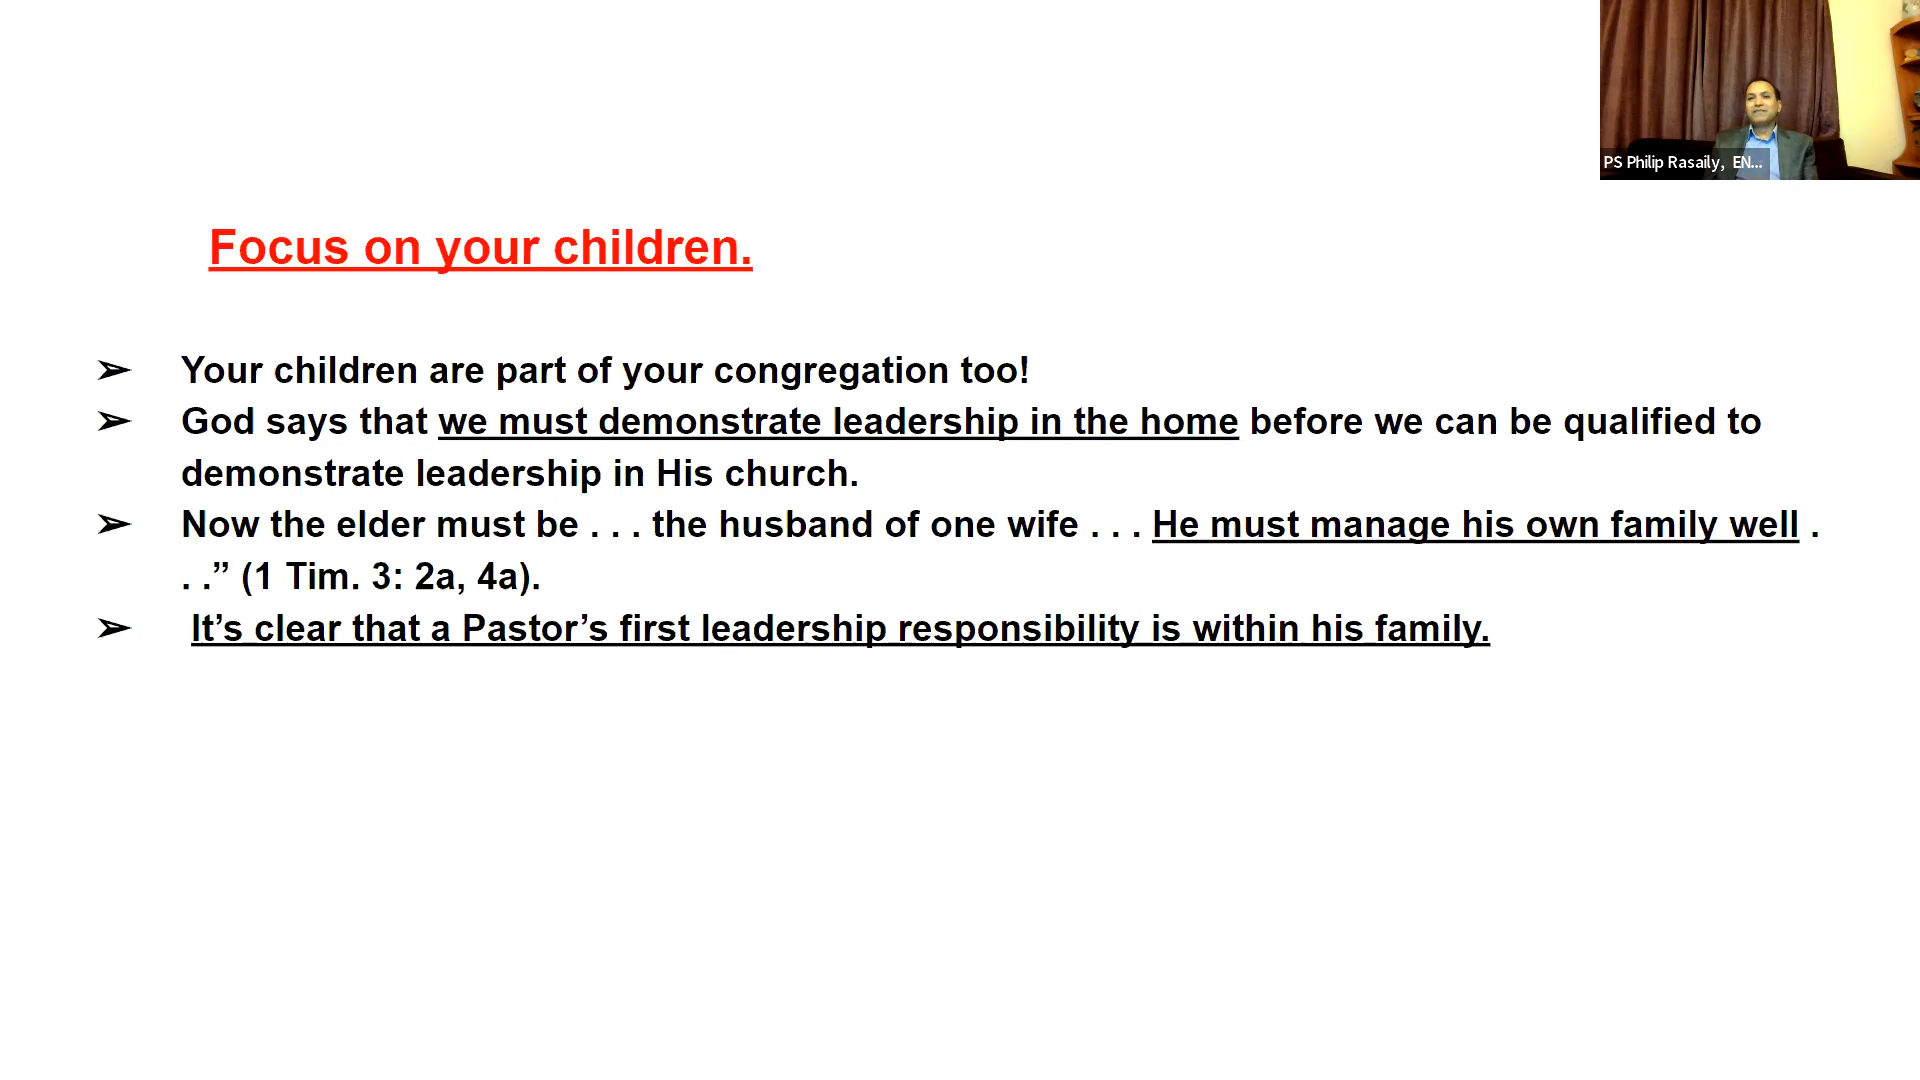 PS Philip Rasaily, EN...
Focus on your children.
➢ Your children are part of your congregation too!
➢ God says that we must demonstrate leadership in the home before we can be qualified to
demonstrate leadership in His church.
➢ Now the elder must be . . . the husband of one wife . . . He must manage his own family well .
. .” (1 Tim. 3: 2a, 4a).
➢ It’s clear that a Pastor’s first leadership responsibility is within his family.